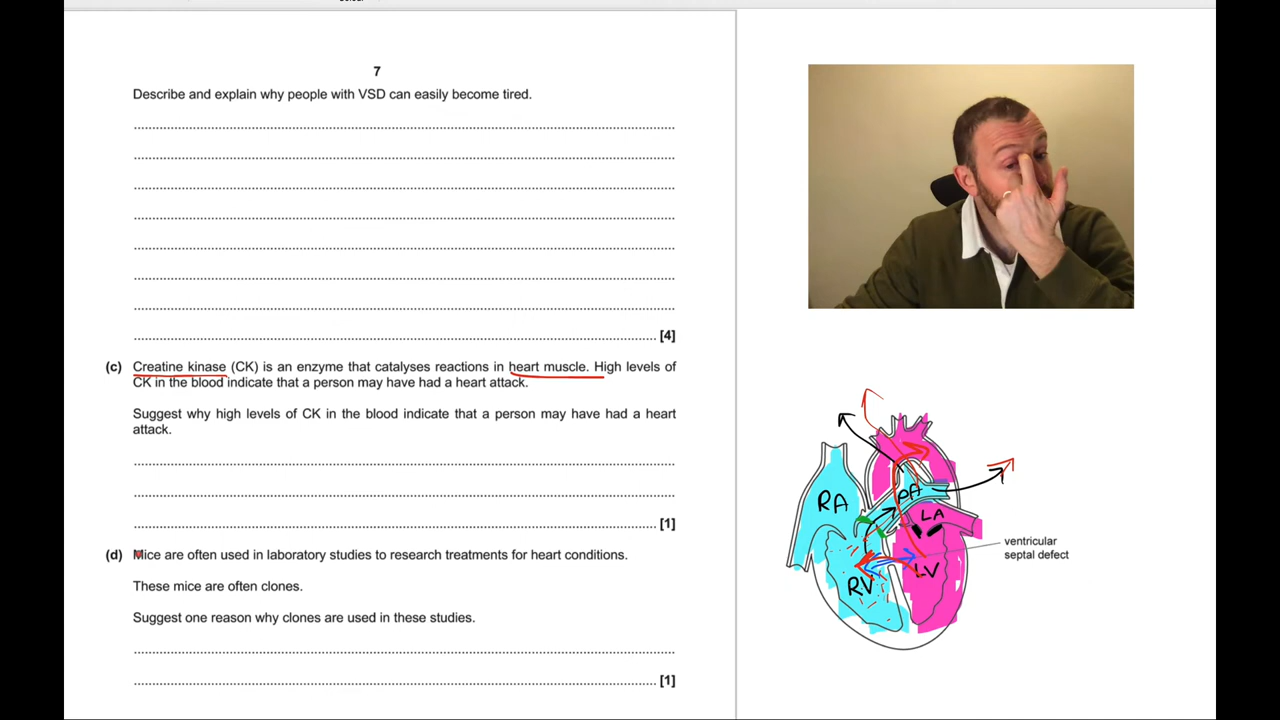 7
Describe and explain why people with VSD can easily become tired.
[4]
(c) Creatine kinase (CK) is an enzyme that catalyses reactions in heart muscle. High levels of
CK in the blood indicate that a person may have had a heart attack.
Suggest why high levels of CK in the blood indicate that a person may have had a heart
attack.
[1]
(d) Mice are often used in laboratory studies to research treatments for heart conditions.
These mice are often clones.
Suggest one reason why clones are used in these studies.
[1]
RA
PA
LA
ventricular
septal defect
RV
LV